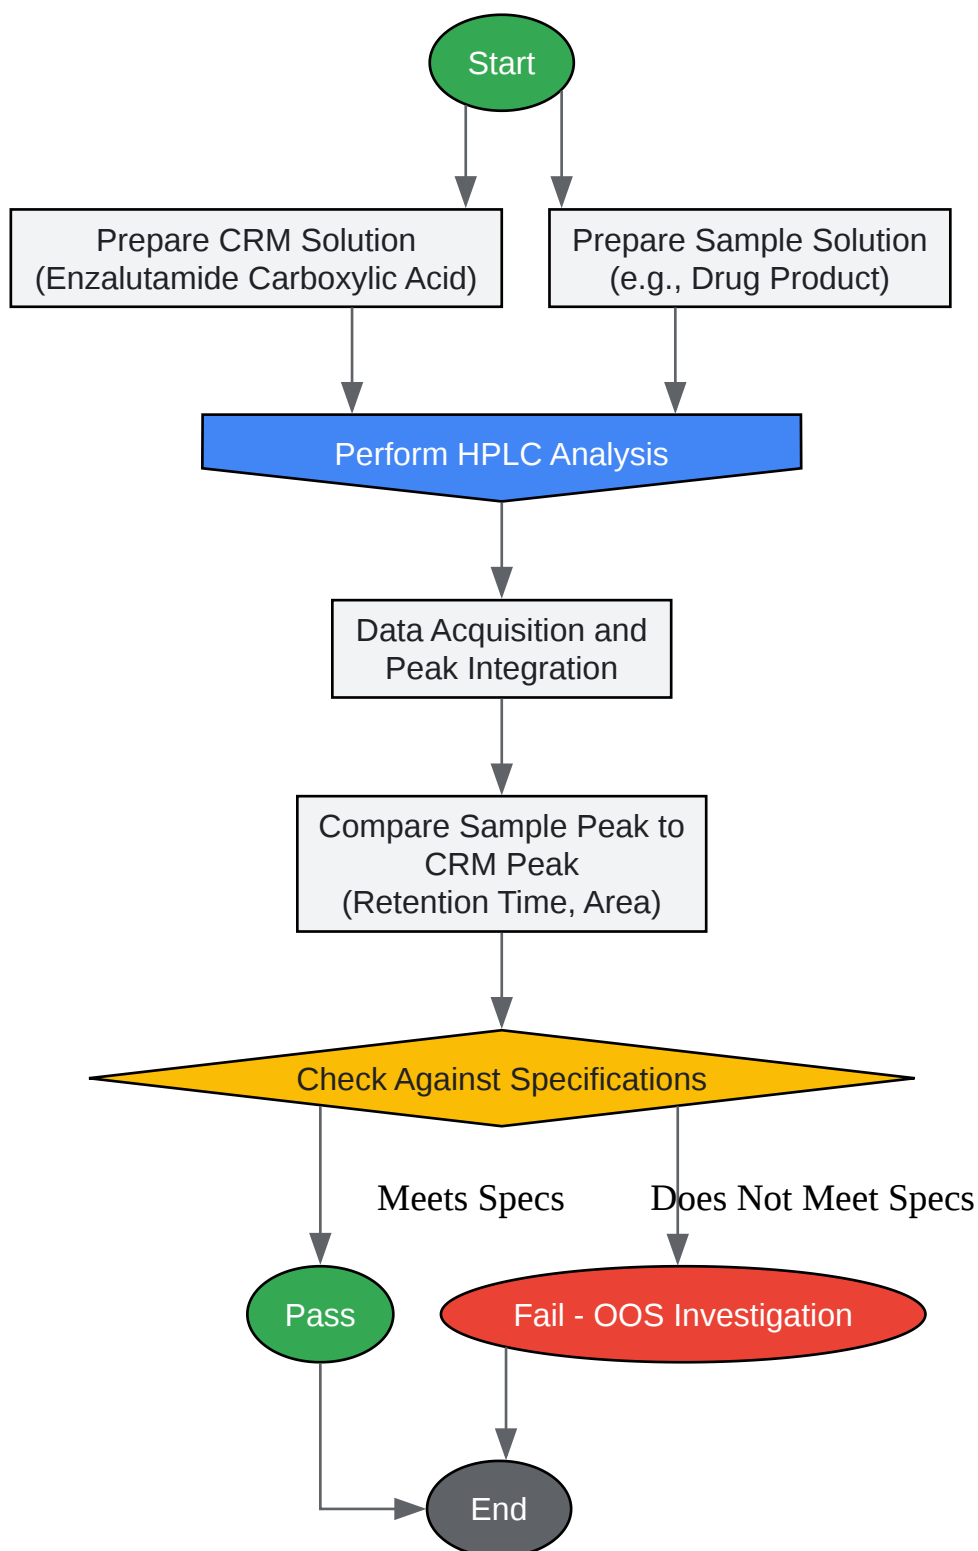 Start
Prepare CRM Solution
(Enzalutamide Carboxylic Acid)
Prepare Sample Solution
(e.g., Drug Product)
Perform HPLC Analysis
Data Acquisition and
Peak Integration
Compare Sample Peak to
CRM Peak
(Retention Time, Area)
Check Against Specifications
Meets Specs
Does Not Meet Specs
Pass
Fail - OOS Investigation
End